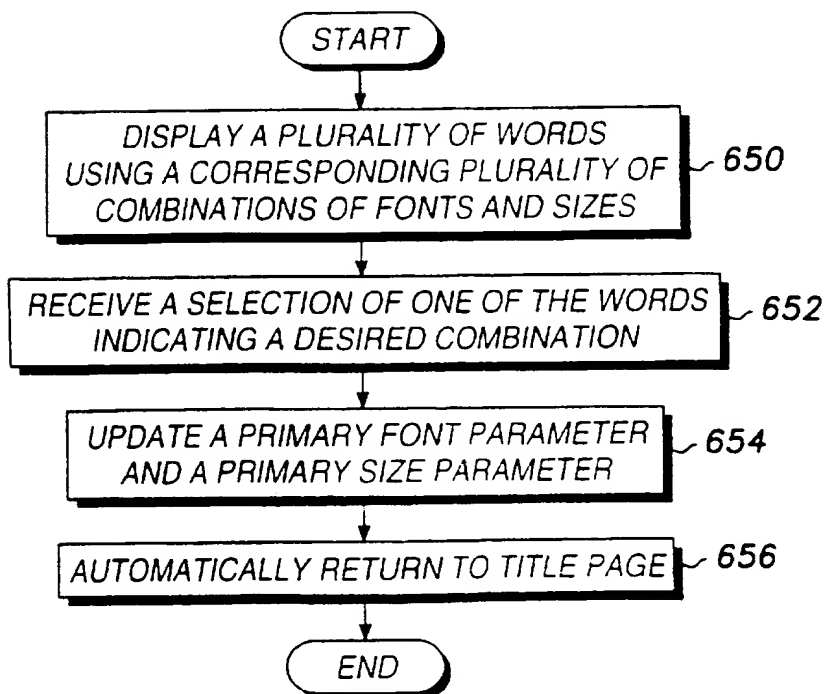 START
DISPLAY A PLURALITY OF WORDS
USING A CORRESPONDING PLURALITY OF
COMBINATIONS OF FONTS AND SIZES
650
RECEIVE A SELECTION OF ONE OF THE WORDS
INDICATING A DESIRED COMBINATION
652
UPDATE A PRIMARY FONT PARAMETER
AND A PRIMARY SIZE PARAMETER
654
AUTOMATICALLY RETURN TO TITLE PAGE
656
END